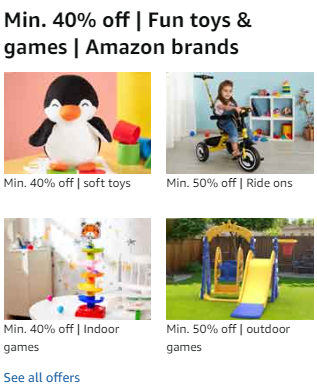 Min. 40% off | Fun toys &
games | Amazon brands
Min. 40% off | soft toys
Min. 50% off | Ride ons
Min. 40% off | Indoor
games
Min. 50% off | outdoor
games
See all offers